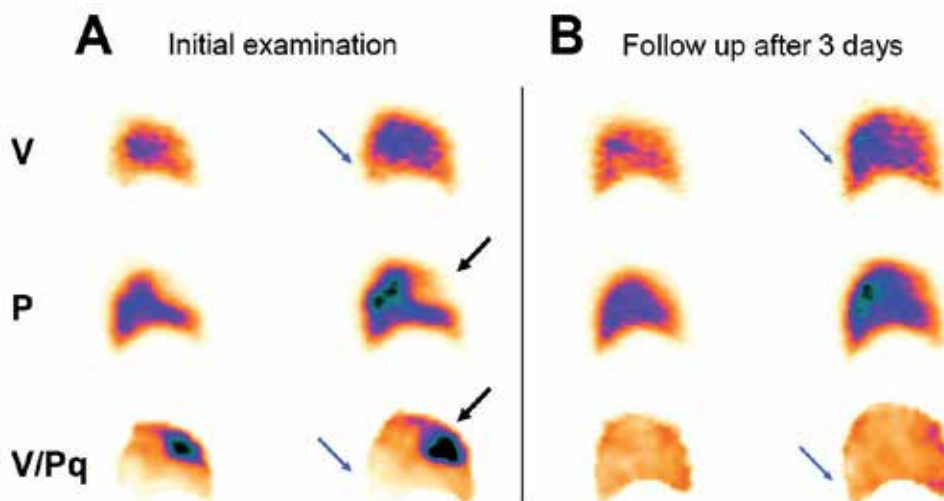 A Initial examination
B Follow up after 3 days
V
P
V/Pq